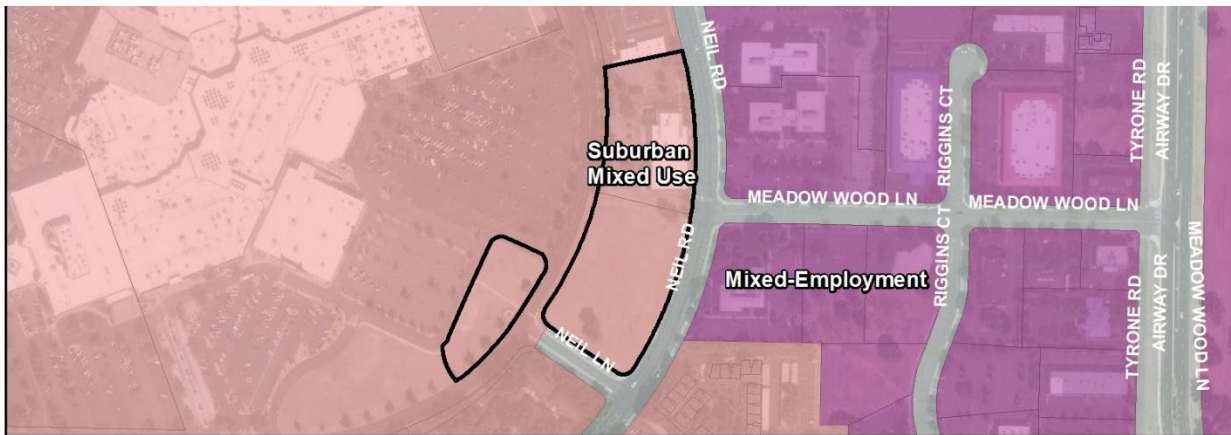 NEIL RD
TYRONE RD
AIRWAY DR
RIGGINS CT
Suburban
Mixed Use
MEADOW WOOD LN
MEADOW WOOD LN
NEIL RD
RIGGINS CT
Mixed-Employment
TYRONE RD
AIRWAY DR
MEADOW WOOD LN
NEIL LN